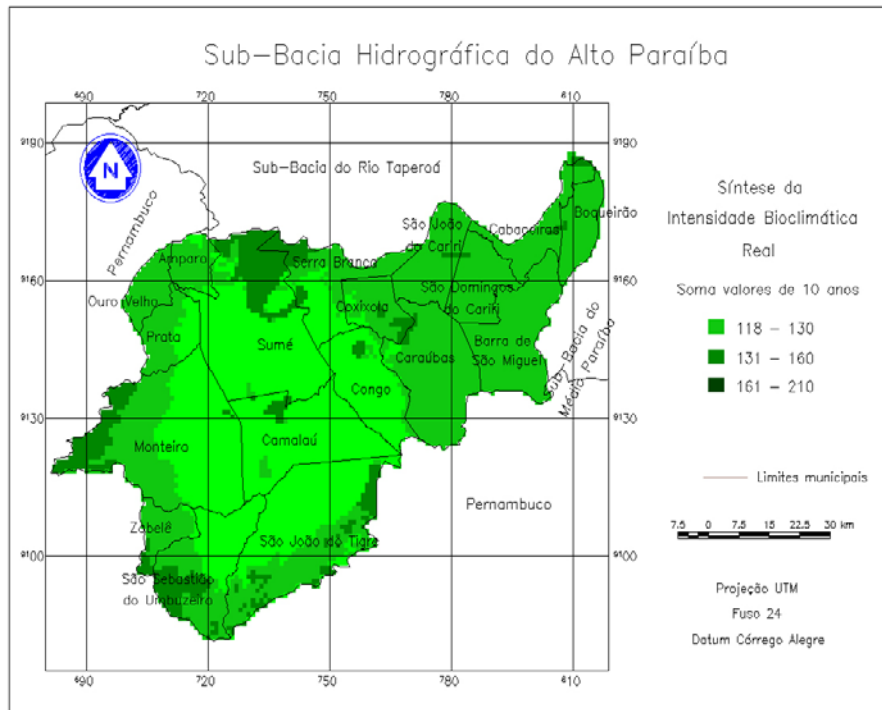 Sub-Bacia Hidrográfica do Alto Paraíba
690 720 750 780 610
9190
9190
N
Sub-Bacia do Rio Taperoá
Pernambuco
São João
do Cariri
Cabaceiras
Boqueirão
Amparo
Serra Branca
9160
9160
Ouro Velho
Coxixola
São Domingos
do Cariri
Prata
Sumé
Caraúbas
Barra de
São Miguel
Sub-Bacia do
Médio Paraíba
Congo
9130
9130
Monteiro
Camalaú
Pernambuco
Zabelê
São João do Tigre
9100
9100
São Sebastião
do Umbuzeiro
690 720 750 780 610
Síntese da
Intensidade Bioclimática
Real
Soma valores de 10 anos
118 - 130
131 - 160
161 - 210
Limites municipais
7.5 0 7.5 15 22.5 30 km
Projeção UTM
Fuso 24
Datum Córrego Alegre